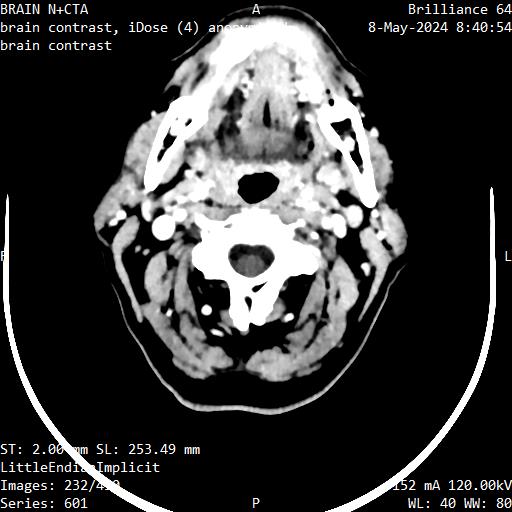 BRAIN N+CTA
A
Brilliance 64
brain contrast, iDose (4)
8-May-2024 8:40:54
brain contrast
L
ST: 2.00 mm SL: 253.49 mm
LittleEndianImplicit
Images: 232/
152 mA 120.00kV
Series: 601
P
WL: 40 WW: 80